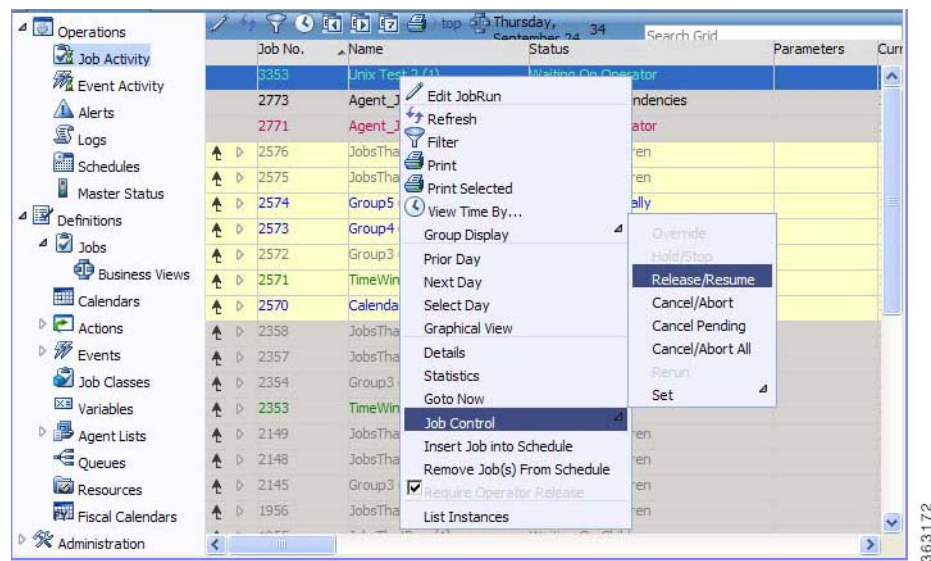 Operations
Job Activity
Event Activity
Alerts
Logs
Schedules
Master Status
Definitions
Jobs
Business Views
Calendars
Actions
Events
Job Classes
Variables
Agent Lists
Queues
Resources
Fiscal Calendars
Administration
top Thursday, September 24, 34 Search Grid
Job No. Name Status Parameters Curr
3353 Unix Test 2 (1) Waiting On Operator
2773 Agent_J ndencies
2771 Agent_J ator
2576 JobsTha ren
2575 JobsTha ren
2574 Group5 ally
2573 Group4
2572 Group3
2571 TimeWin
2570 Calenda
2358 JobsTha
2357 JobsTha
2354 Group3
2353 TimeWin
2149 JobsTha ren
2148 JobsTha ren
2145 Group3 ren
1956 JobsTha ren
Edit JobRun
Refresh
Filter
Print
Print Selected
View Time By...
Group Display
Prior Day
Next Day
Select Day
Graphical View
Details
Statistics
Goto Now
Job Control
Insert Job into Schedule
Remove Job(s) From Schedule
Require Operator Release
List Instances
Override
Hold/Stop
Release/Resume
Cancel/Abort
Cancel Pending
Cancel/Abort All
Rerun
Set
363172